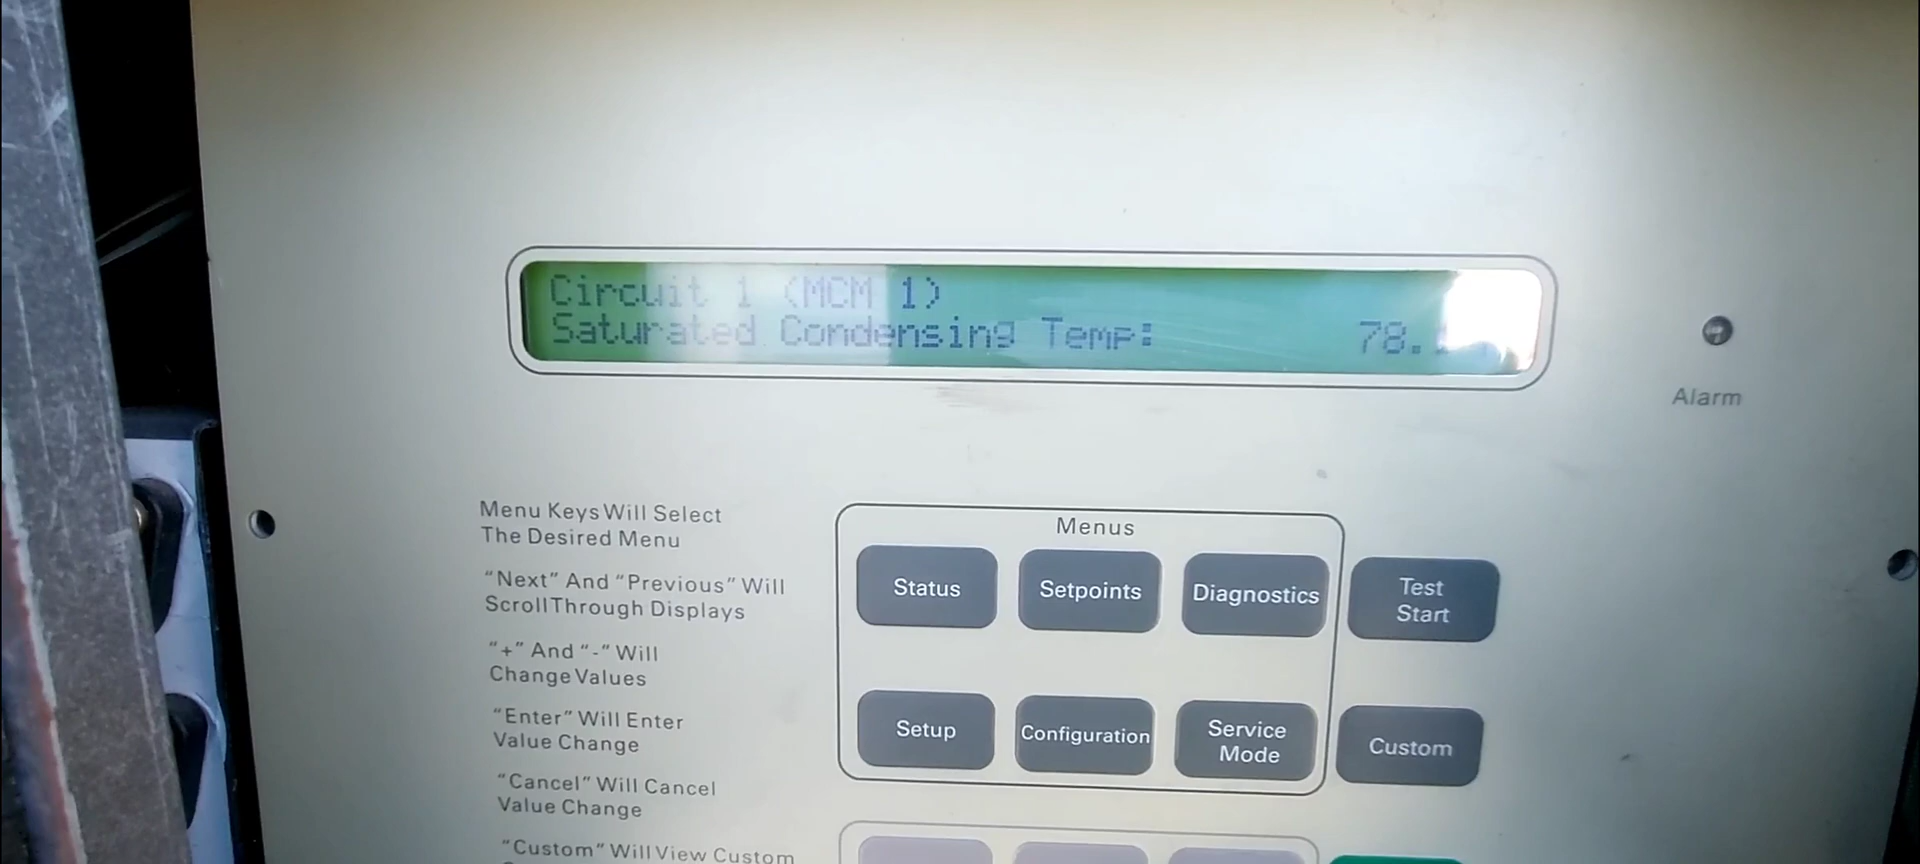 Circuit 1 (MCM 1)
Saturated Condensing Temp: 78.
Alarm
Menu Keys Will Select
The Desired Menu
"Next" And "Previous" Will
Scroll Through Displays
"+" And "-" Will
Change Values
"Enter" Will Enter
Value Change
"Cancel" Will Cancel
Value Change
"Custom" Will View Custom
Menus
Status
Setpoints
Diagnostics
Test
Start
Setup
Configuration
Service
Mode
Custom